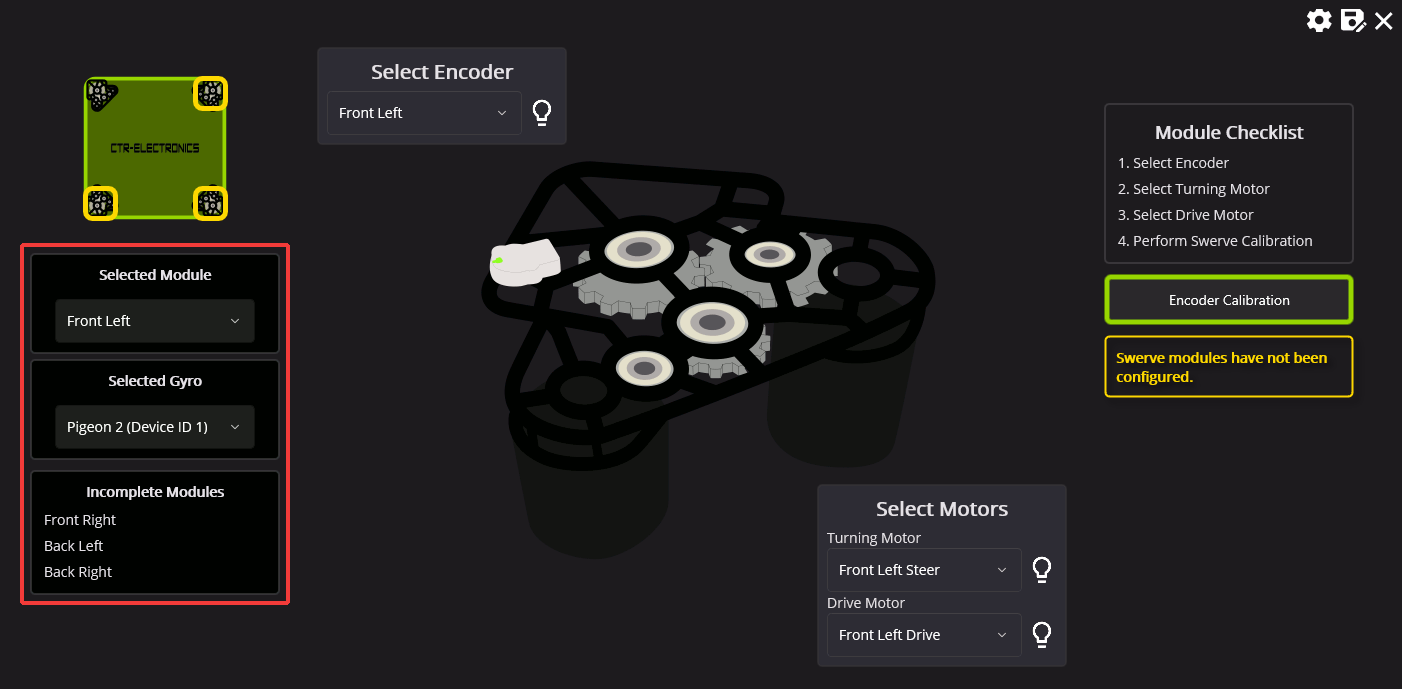 CTR-ELECTRONICS
Selected Module
Front Left
Selected Gyro
Pigeon 2 (Device ID 1)
Incomplete Modules
Front Right
Back Left
Back Right
Select Encoder
Front Left
Select Motors
Turning Motor
Front Left Steer
Drive Motor
Front Left Drive
Module Checklist
1. Select Encoder
2. Select Turning Motor
3. Select Drive Motor
4. Perform Swerve Calibration
Encoder Calibration
Swerve modules have not been
configured.